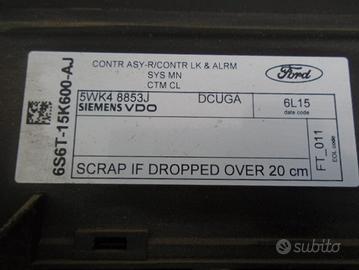 CONTR ASY-R/CONTR LK & ALRM
SYS MN
CTM CL
Ford
6S6T-15K600-AJ
5WK4 8853J
DCUGA
6L15
SIEMENS VDO
date code
FT_011
EOL code
SCRAP IF DROPPED OVER 20 cm
subito